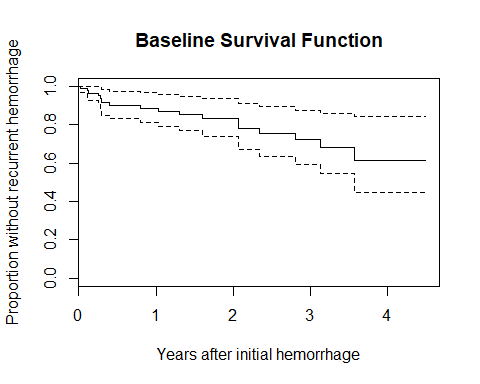 Baseline Survival Function
Proportion without recurrent hemorrhage
1.0
0.8
0.6
0.4
0.2
0.0
0 1 2 3 4
Years after initial hemorrhage